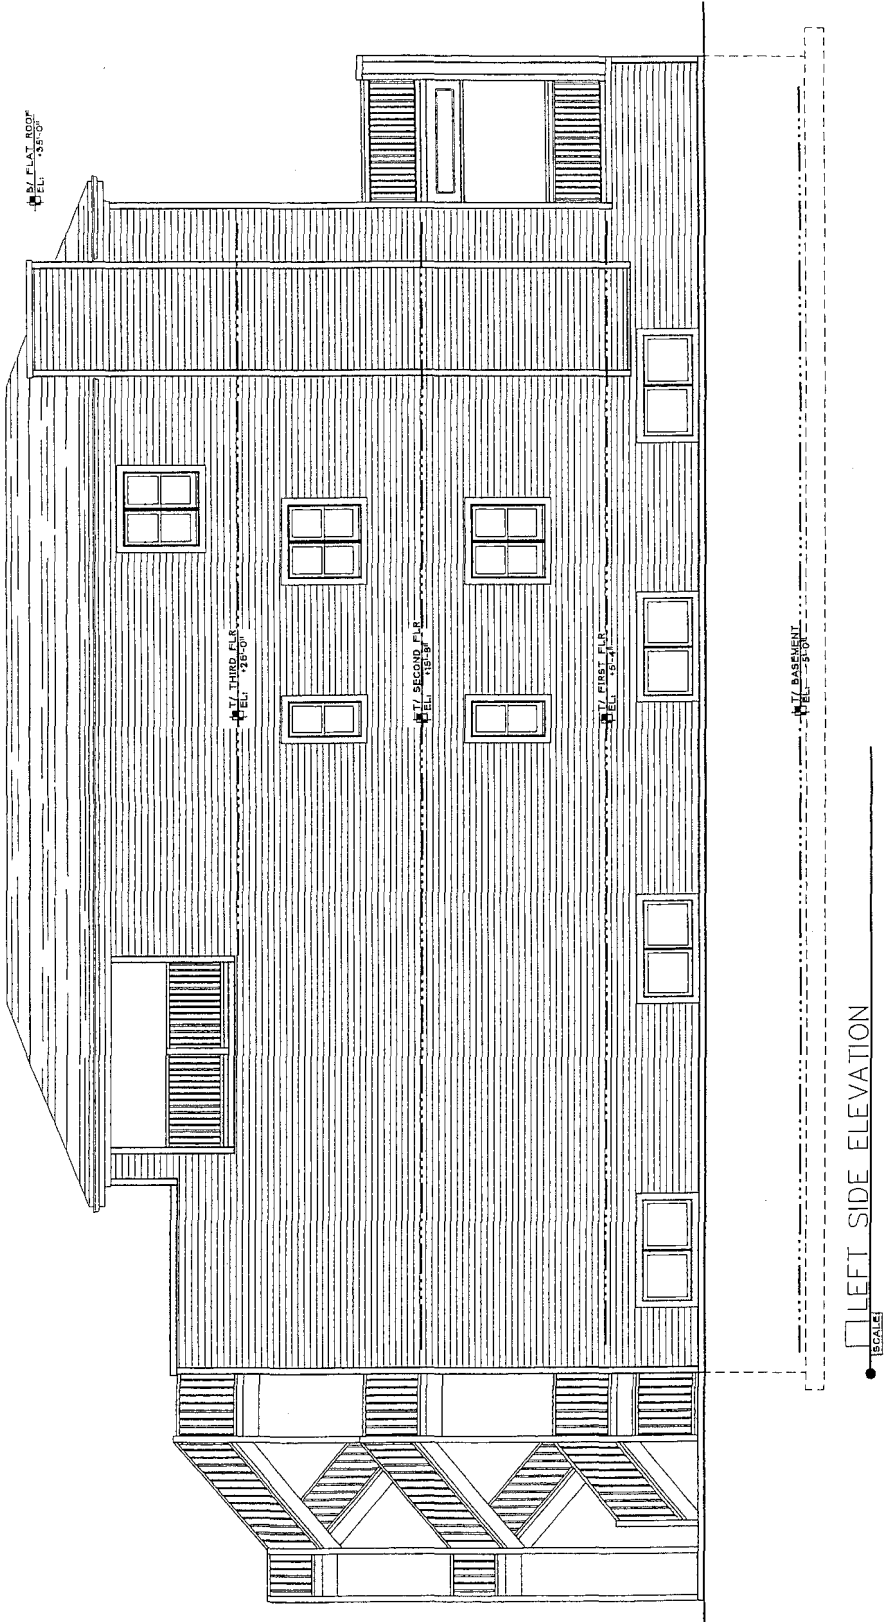 B/ FLAT ROOF
EL: +35'-0"
T/ THIRD FLR
EL: +26'-0"
T/ SECOND FLR
EL: +15'-8"
T/ FIRST FLR
EL: +5'-4"
T/ BASEMENT
EL: -5'-0"
LEFT SIDE ELEVATION
SCALE: